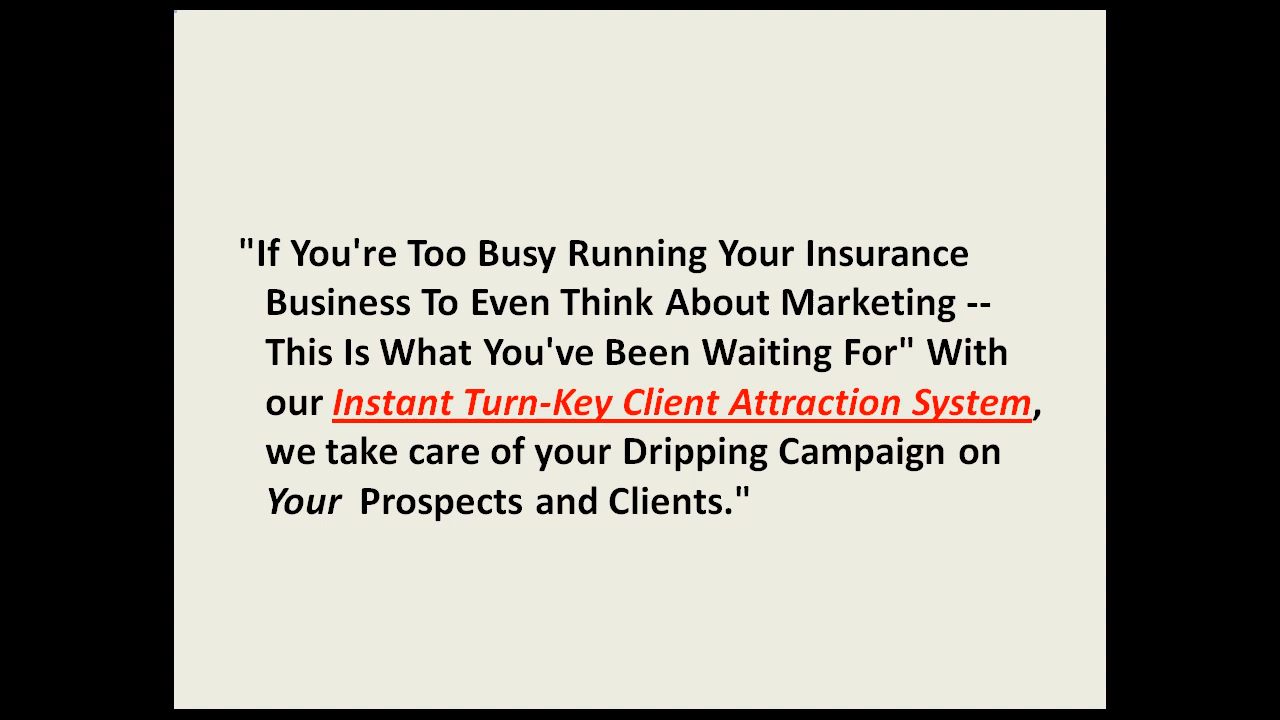 "If You're Too Busy Running Your Insurance
Business To Even Think About Marketing --
This Is What You've Been Waiting For" With
our Instant Turn-Key Client Attraction System,
we take care of your Dripping Campaign on
Your Prospects and Clients."